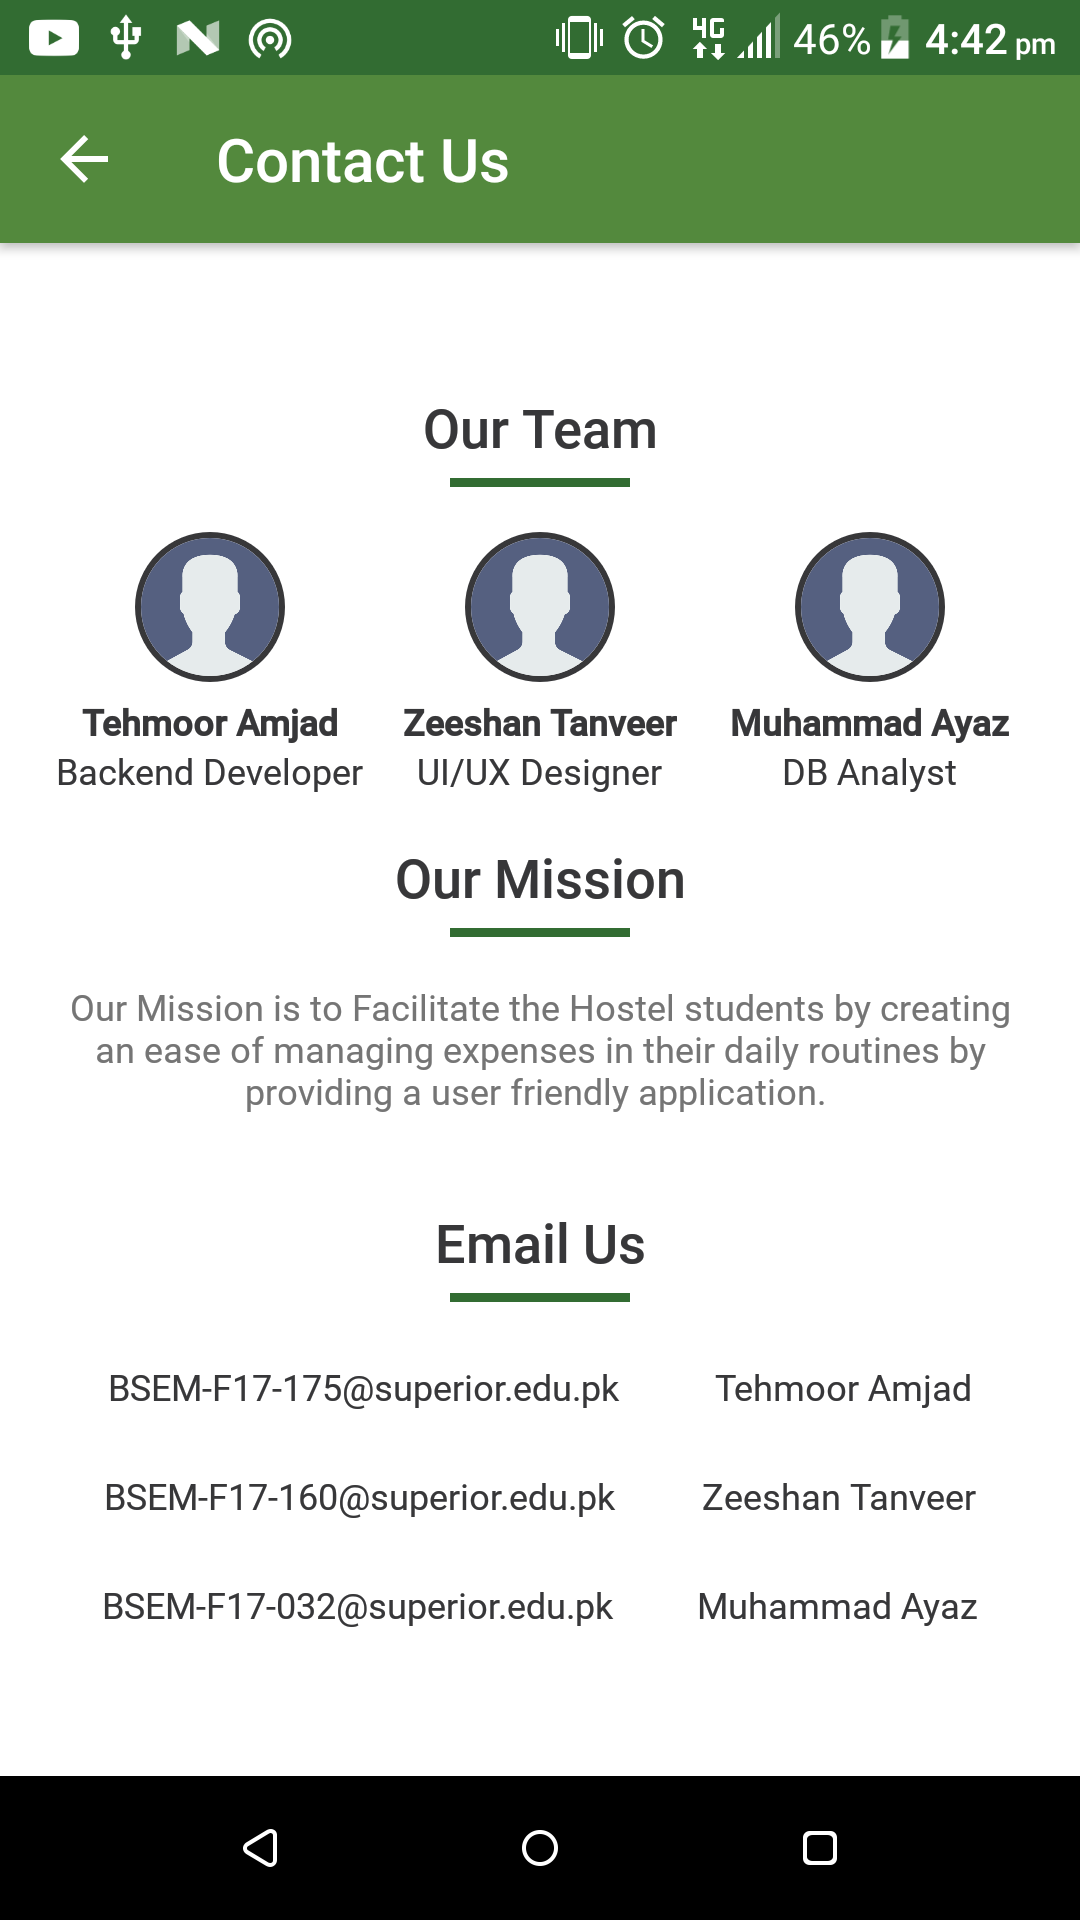 4G 46% 4:42 pm
Contact Us
Our Team
Tehmoor Amjad Zeeshan Tanveer Muhammad Ayaz
Backend Developer UI/UX Designer DB Analyst
Our Mission
Our Mission is to Facilitate the Hostel students by creating
an ease of managing expenses in their daily routines by
providing a user friendly application.
Email Us
BSEM-F17-175@superior.edu.pk Tehmoor Amjad
BSEM-F17-160@superior.edu.pk Zeeshan Tanveer
BSEM-F17-032@superior.edu.pk Muhammad Ayaz